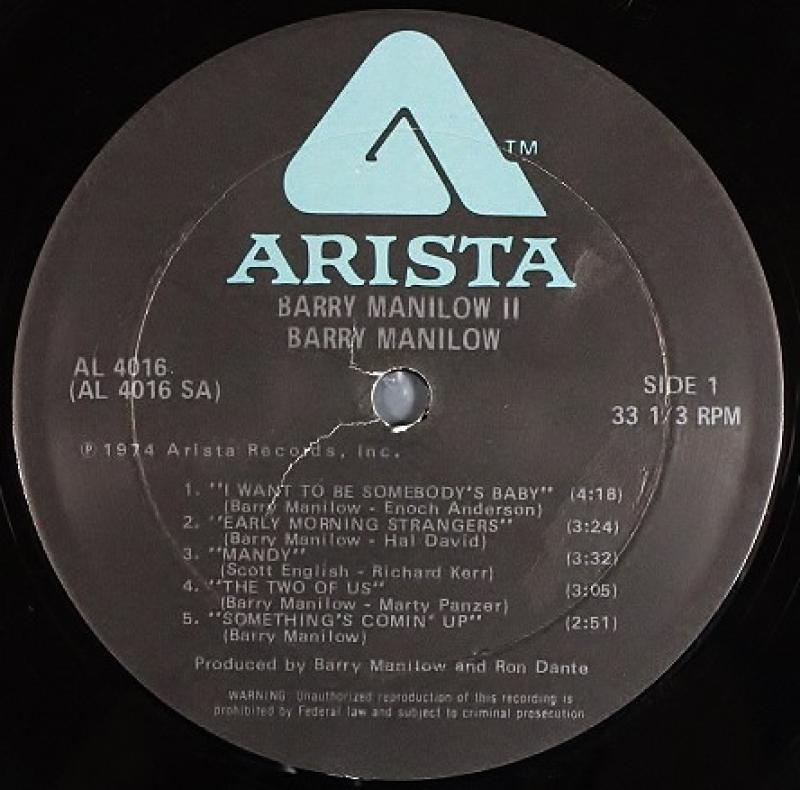 TM
ARISTA
BARRY MANILOW II
BARRY MANILOW
AL 4016
(AL 4016 SA)
SIDE 1
33 1/3 RPM
℗ 1974 Arista Records, Inc.
1. "I WANT TO BE SOMEBODY'S BABY" (4:18)
(Barry Manilow - Enoch Anderson)
2. "EARLY MORNING STRANGERS" (3:24)
(Barry Manilow - Hal David)
3. "MANDY" (3:32)
(Scott English - Richard Kerr)
4. "THE TWO OF US" (3:05)
(Barry Manilow - Marty Panzer)
5. "SOMETHING'S COMIN' UP" (2:51)
(Barry Manilow)
Produced by Barry Manilow and Ron Dante
WARNING: Unauthorized reproduction of this recording is
prohibited by Federal law and subject to criminal prosecution